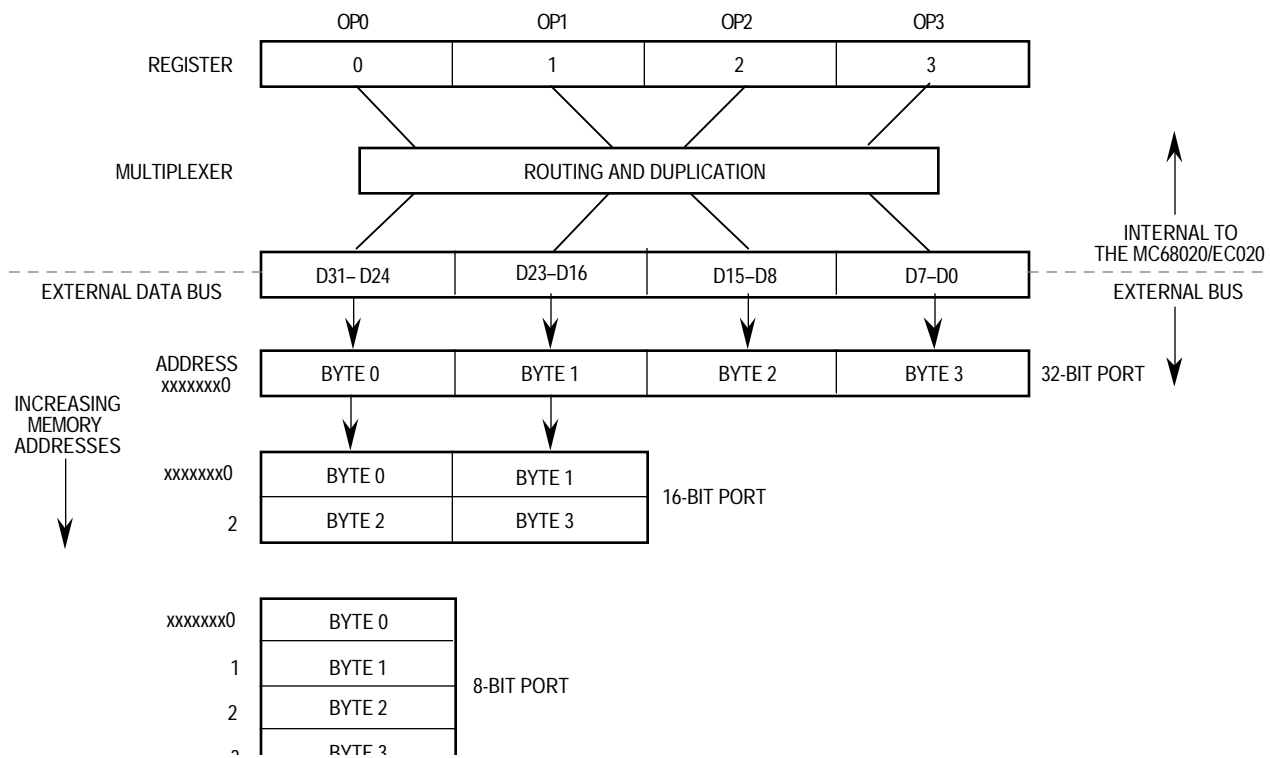 OP0 OP1 OP2 OP3
REGISTER 0 1 2 3
MULTIPLEXER ROUTING AND DUPLICATION
INTERNAL TO
THE MC68020/EC020
D31– D24 D23–D16 D15–D8 D7–D0
EXTERNAL DATA BUS EXTERNAL BUS
ADDRESS
xxxxxxx0 BYTE 0 BYTE 1 BYTE 2 BYTE 3 32-BIT PORT
INCREASING
MEMORY
ADDRESSES
xxxxxxx0 BYTE 0 BYTE 1
16-BIT PORT
2 BYTE 2 BYTE 3
xxxxxxx0 BYTE 0
1 BYTE 1
8-BIT PORT
2 BYTE 2
BYTE 3